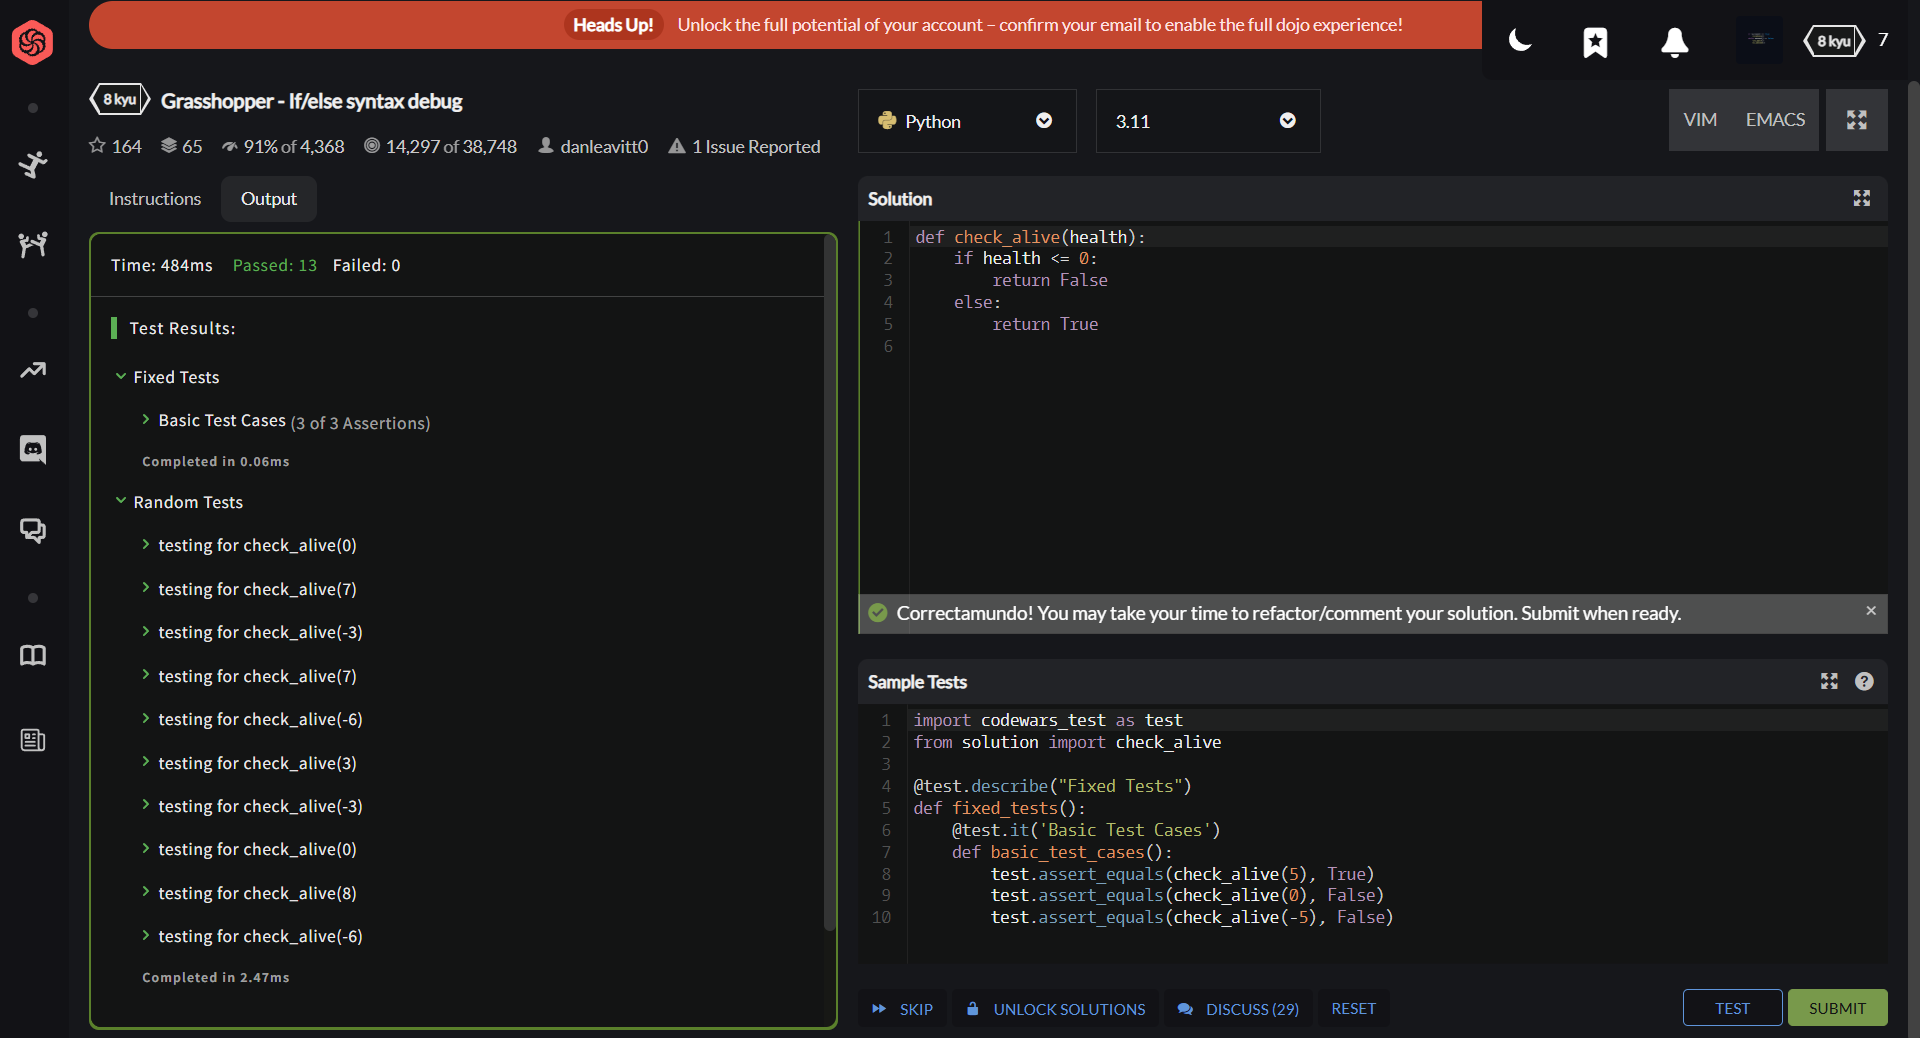 Heads Up! Unlock the full potential of your account – confirm your email to enable the full dojo experience!
8 kyu 7
8 kyu Grasshopper - If/else syntax debug
164 65 91% of 4,368 14,297 of 38,748 danleavitt0 1 Issue Reported
Instructions Output
Time: 484ms Passed: 13 Failed: 0
Test Results:
Fixed Tests
Basic Test Cases (3 of 3 Assertions)
Completed in 0.06ms
Random Tests
testing for check_alive(0)
testing for check_alive(7)
testing for check_alive(-3)
testing for check_alive(7)
testing for check_alive(-6)
testing for check_alive(3)
testing for check_alive(-3)
testing for check_alive(0)
testing for check_alive(8)
testing for check_alive(-6)
Completed in 2.47ms
Python 3.11 VIM EMACS
Solution
1 def check_alive(health):
2     if health <= 0:
3         return False
4     else:
5         return True
6
Correctamundo! You may take your time to refactor/comment your solution. Submit when ready. ×
Sample Tests ?
1 import codewars_test as test
2 from solution import check_alive
3
4 @test.describe("Fixed Tests")
5 def fixed_tests():
6     @test.it('Basic Test Cases')
7     def basic_test_cases():
8         test.assert_equals(check_alive(5), True)
9         test.assert_equals(check_alive(0), False)
10         test.assert_equals(check_alive(-5), False)
SKIP UNLOCK SOLUTIONS DISCUSS (29) RESET TEST SUBMIT